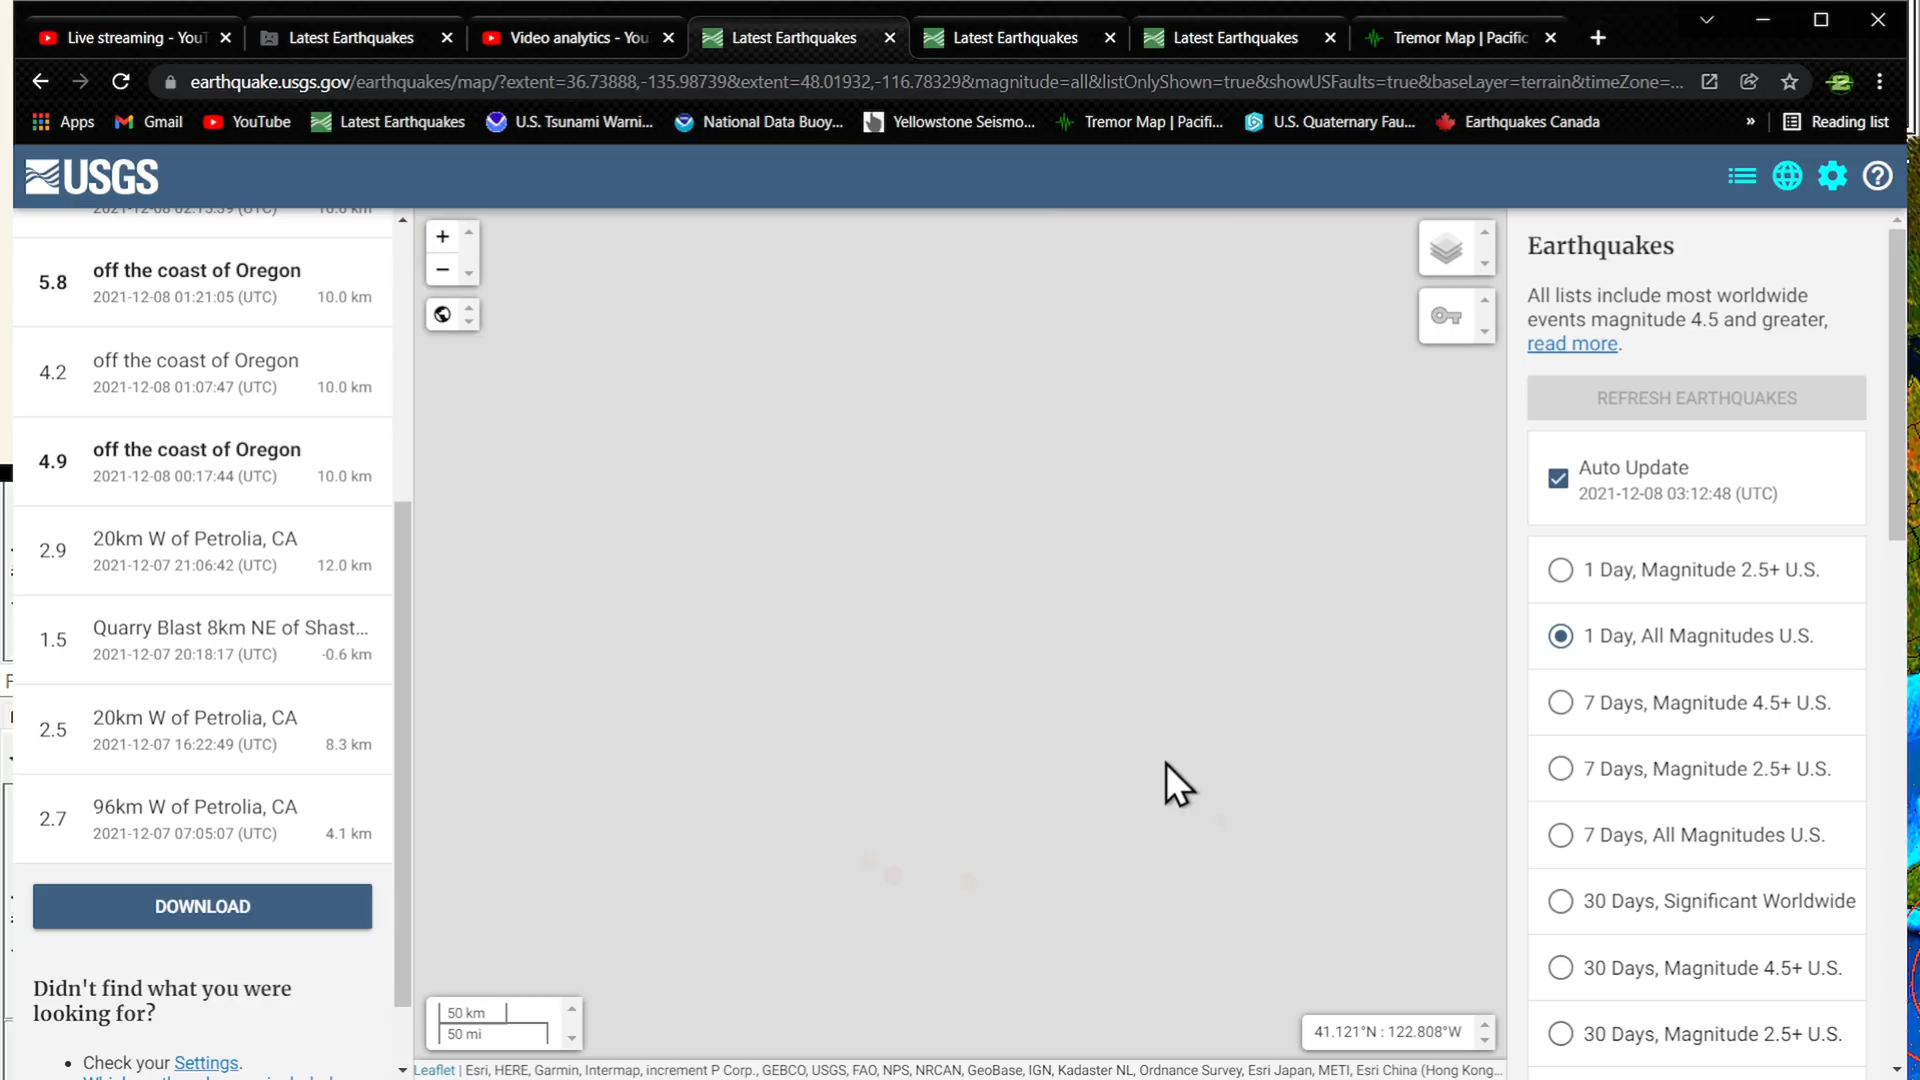 Live streaming - YouT
Latest Earthquakes
Video analytics - You
Latest Earthquakes
Latest Earthquakes
Latest Earthquakes
Tremor Map | Pacific
earthquake.usgs.gov/earthquakes/map/?extent=36.73888,-135.98739&extent=48.01932,-116.78329&magnitude=all&listOnlyShown=true&showUSFaults=true&baseLayer=terrain&timeZone=...
Apps
Gmail
YouTube
Latest Earthquakes
U.S. Tsunami Warni...
National Data Buoy...
Yellowstone Seismo...
Tremor Map | Pacifi...
U.S. Quaternary Fau...
Earthquakes Canada
»
Reading list
USGS
2021-12-08 02:15:39 (UTC) 10.0 km
5.8 off the coast of Oregon
2021-12-08 01:21:05 (UTC) 10.0 km
4.2 off the coast of Oregon
2021-12-08 01:07:47 (UTC) 10.0 km
4.9 off the coast of Oregon
2021-12-08 00:17:44 (UTC) 10.0 km
2.9 20km W of Petrolia, CA
2021-12-07 21:06:42 (UTC) 12.0 km
1.5 Quarry Blast 8km NE of Shast...
2021-12-07 20:18:17 (UTC) -0.6 km
2.5 20km W of Petrolia, CA
2021-12-07 16:22:49 (UTC) 8.3 km
2.7 96km W of Petrolia, CA
2021-12-07 07:05:07 (UTC) 4.1 km
DOWNLOAD
Didn't find what you were
looking for?
• Check your Settings.
+
−
50 km
50 mi
41.121°N : 122.808°W
Leaflet | Esri, HERE, Garmin, Intermap, increment P Corp., GEBCO, USGS, FAO, NPS, NRCAN, GeoBase, IGN, Kadaster NL, Ordnance Survey, Esri Japan, METI, Esri China (Hong Kong...
Earthquakes
All lists include most worldwide
events magnitude 4.5 and greater,
read more.
REFRESH EARTHQUAKES
Auto Update
2021-12-08 03:12:48 (UTC)
1 Day, Magnitude 2.5+ U.S.
1 Day, All Magnitudes U.S.
7 Days, Magnitude 4.5+ U.S.
7 Days, Magnitude 2.5+ U.S.
7 Days, All Magnitudes U.S.
30 Days, Significant Worldwide
30 Days, Magnitude 4.5+ U.S.
30 Days, Magnitude 2.5+ U.S.